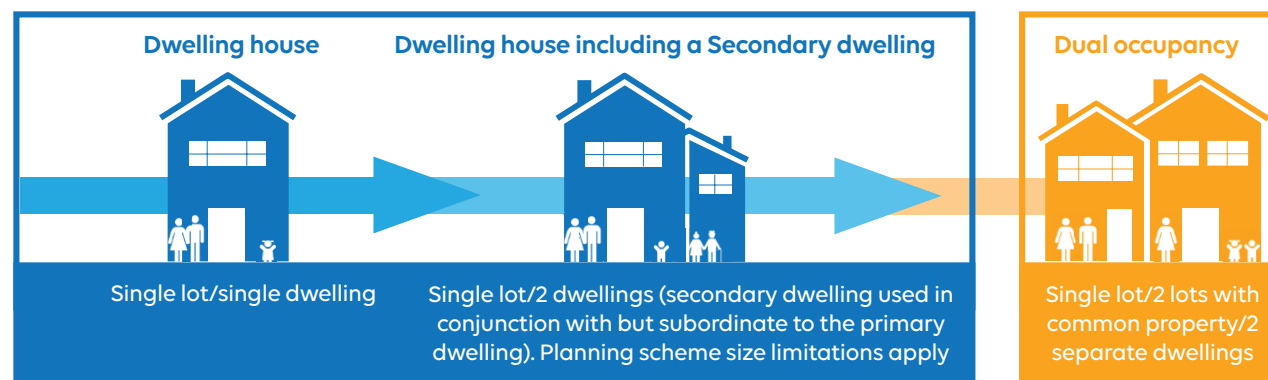 Dwelling house
Dwelling house including a Secondary dwelling
Dual occupancy
Single lot/single dwelling
Single lot/2 dwellings (secondary dwelling used in
conjunction with but subordinate to the primary
dwelling). Planning scheme size limitations apply
Single lot/2 lots with
common property/2
separate dwellings